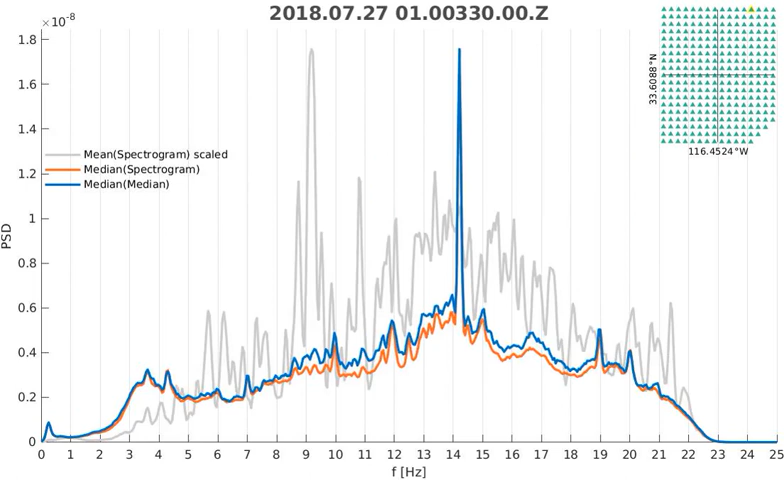 2018.07.27 01.00330.00.Z
×10⁻⁸
1.8
1.6
1.4
1.2
1
0.8
0.6
0.4
0.2
0
PSD
Mean(Spectrogram) scaled
Median(Spectrogram)
Median(Median)
33.6088°N
116.4524°W
0 1 2 3 4 5 6 7 8 9 10 11 12 13 14 15 16 17 18 19 20 21 22 23 24 25
f [Hz]